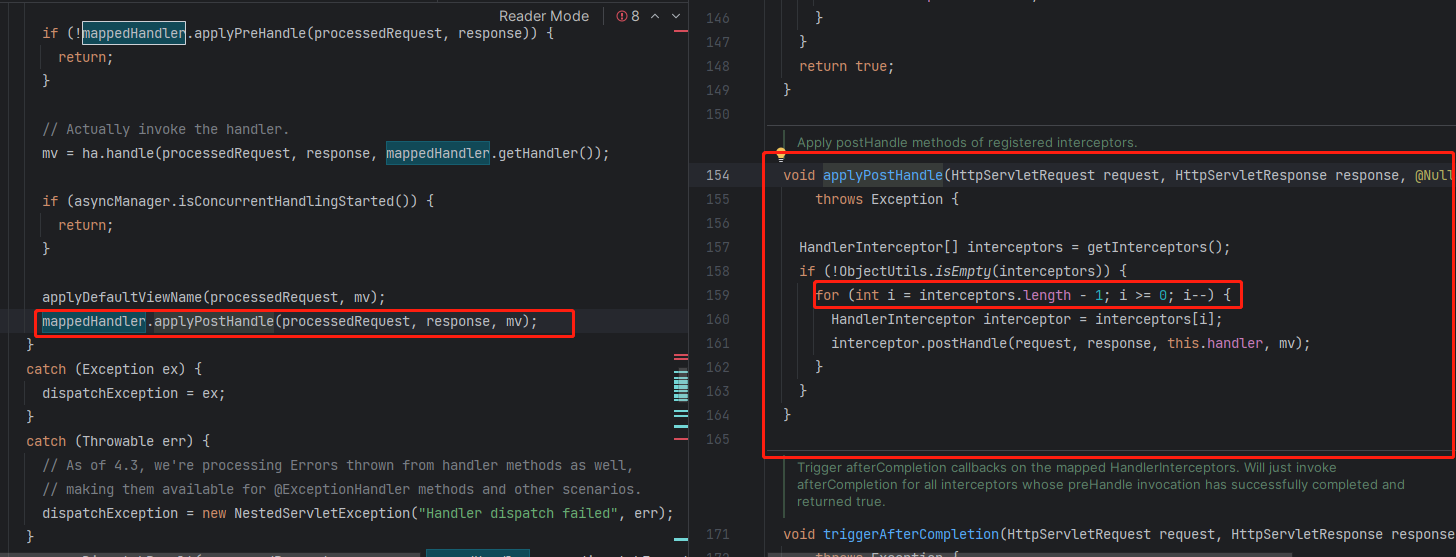 Reader Mode
8
if (!mappedHandler.applyPreHandle(processedRequest, response)) {
return;
}
// Actually invoke the handler.
mv = ha.handle(processedRequest, response, mappedHandler.getHandler());
if (asyncManager.isConcurrentHandlingStarted()) {
return;
}
applyDefaultViewName(processedRequest, mv);
mappedHandler.applyPostHandle(processedRequest, response, mv);
}
catch (Exception ex) {
dispatchException = ex;
}
catch (Throwable err) {
// As of 4.3, we're processing Errors thrown from handler methods as well,
// making them available for @ExceptionHandler methods and other scenarios.
dispatchException = new NestedServletException("Handler dispatch failed", err);
}
146 }
147 }
148 return true;
149 }
150
Apply postHandle methods of registered interceptors.
154 void applyPostHandle(HttpServletRequest request, HttpServletResponse response, @Null
155 throws Exception {
156
157 HandlerInterceptor[] interceptors = getInterceptors();
158 if (!ObjectUtils.isEmpty(interceptors)) {
159 for (int i = interceptors.length - 1; i >= 0; i--) {
160 HandlerInterceptor interceptor = interceptors[i];
161 interceptor.postHandle(request, response, this.handler, mv);
162 }
163 }
164 }
165
Trigger afterCompletion callbacks on the mapped HandlerInterceptors. Will just invoke
afterCompletion for all interceptors whose preHandle invocation has successfully completed and
returned true.
171 void triggerAfterCompletion(HttpServletRequest request, HttpServletResponse response
172 throws Exception {